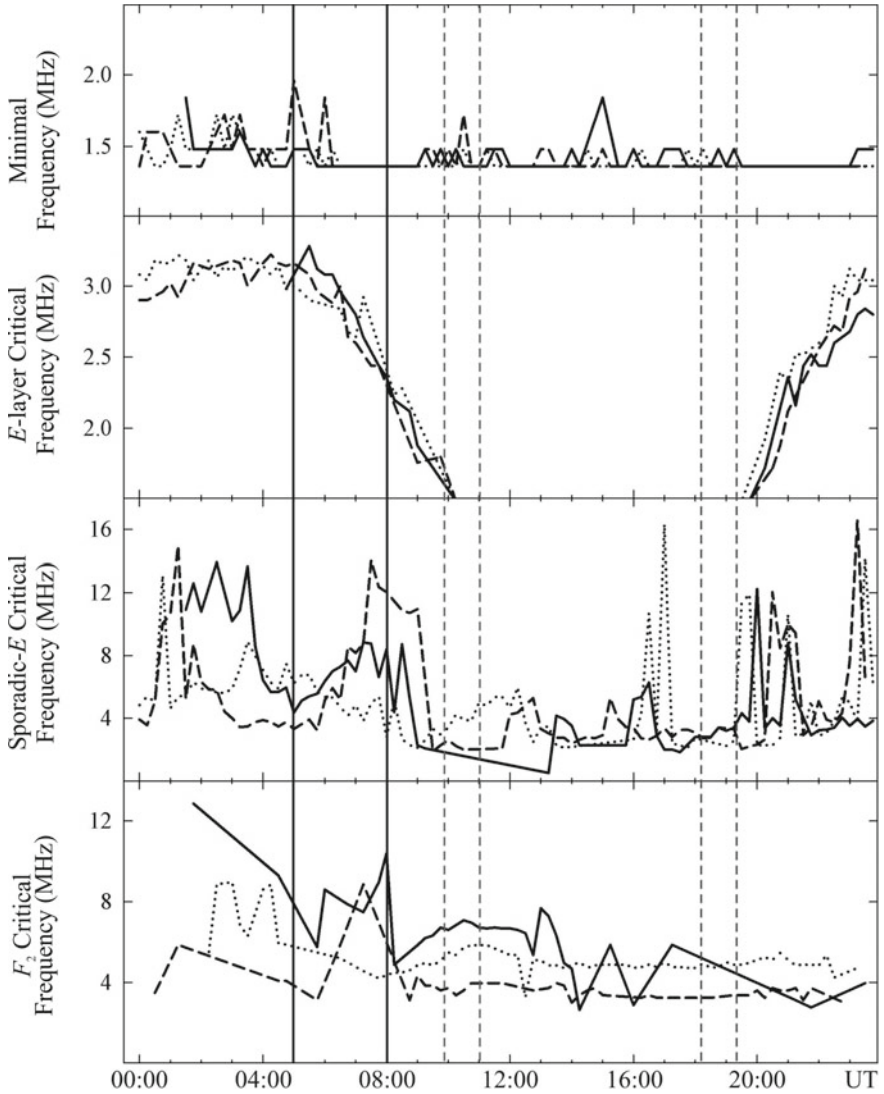 Minimal
Frequency (MHz)
2.0
1.5
E-layer Critical
Frequency (MHz)
3.0
2.5
2.0
Sporadic-E Critical
Frequency (MHz)
16
12
8
4
F2 Critical
Frequency (MHz)
12
8
4
00:00 04:00 08:00 12:00 16:00 20:00 UT